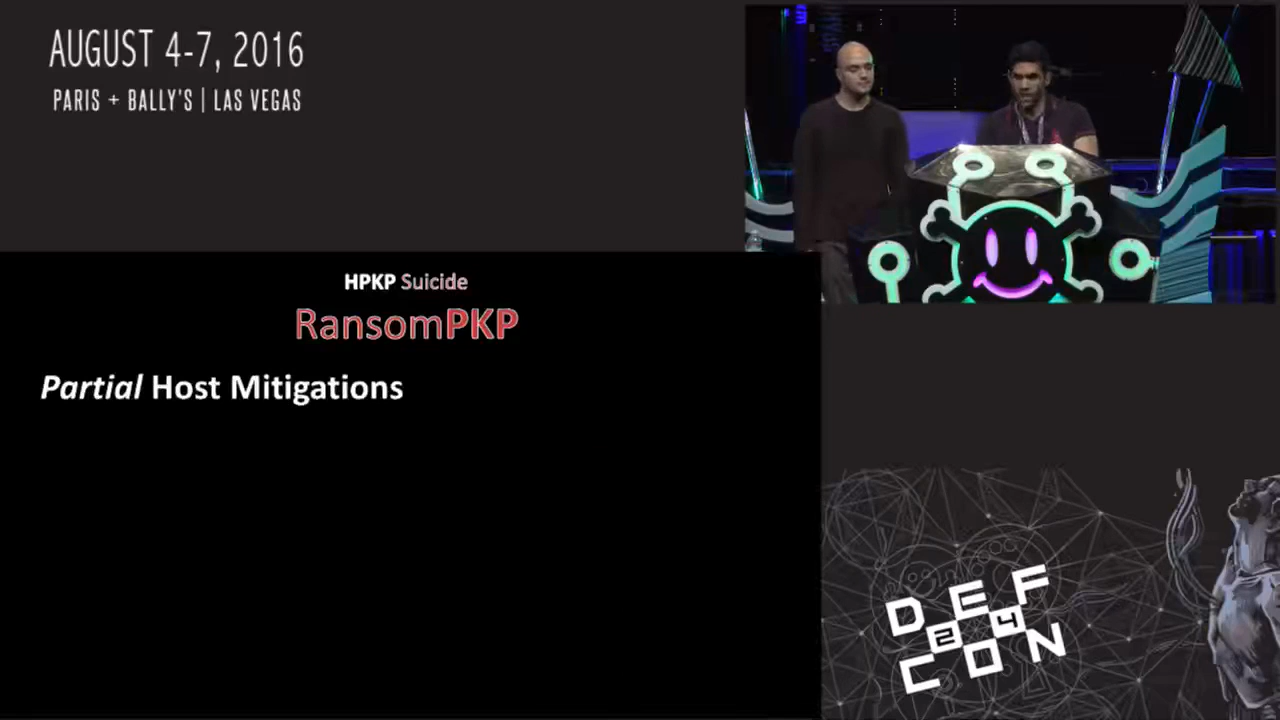 AUGUST 4-7, 2016
PARIS + BALLY'S | LAS VEGAS
HPKP Suicide
RansomPKP
Partial Host Mitigations
DEF
24
CON